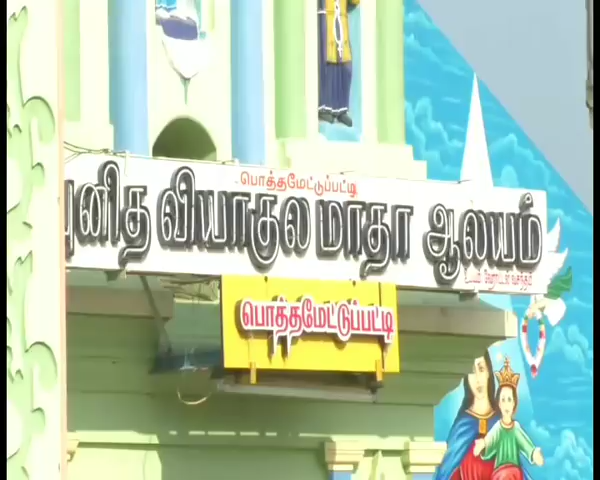 பொத்தமேட்டுப்பட்டி
புனித வியாகுல மாதா ஆலயம்
பொத்தமேட்டுப்பட்டி